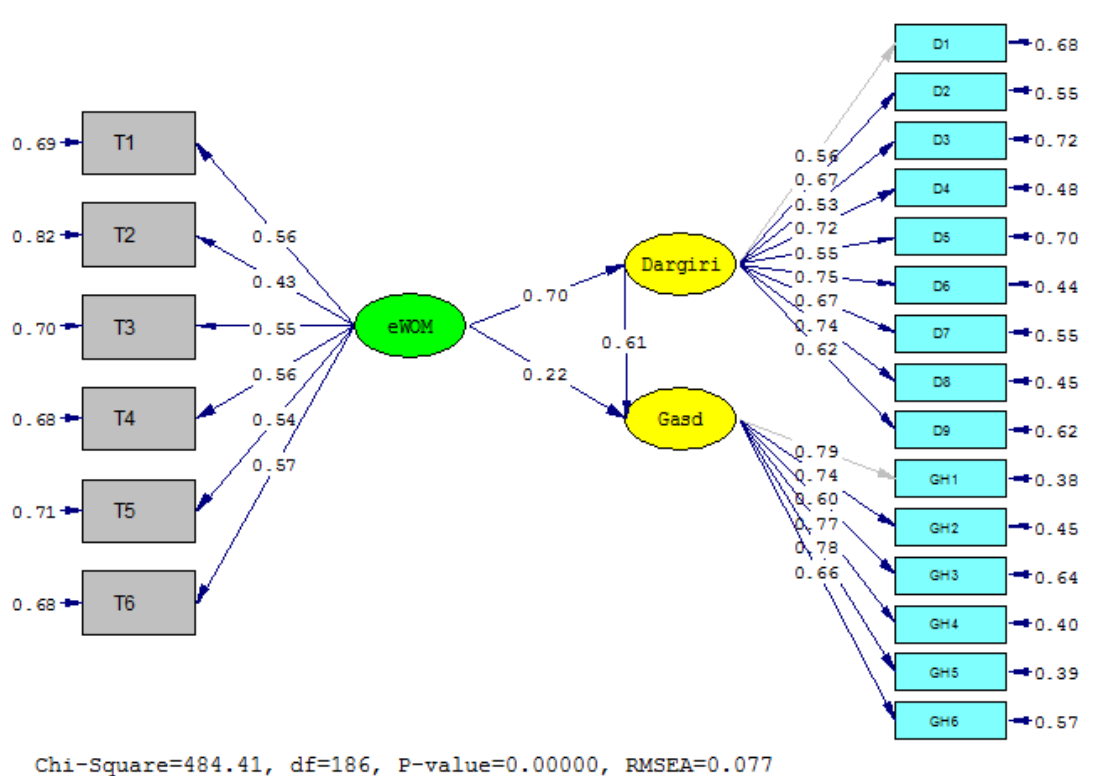 0.69 T1
0.82 T2
0.70 T3
0.68 T4
0.71 T5
0.68 T6
0.56
0.43
0.55
0.56
0.54
0.57
eWOM
0.70
0.22
0.61
Dargiri
Gasd
0.56
0.67
0.53
0.72
0.55
0.75
0.67
0.74
0.62
0.79
0.74
0.60
0.77
0.78
0.66
D1 0.68
D2 0.55
D3 0.72
D4 0.48
D5 0.70
D6 0.44
D7 0.55
D8 0.45
D9 0.62
GH1 0.38
GH2 0.45
GH3 0.64
GH4 0.40
GH5 0.39
GH6 0.57
Chi-Square=484.41, df=186, P-value=0.00000, RMSEA=0.077